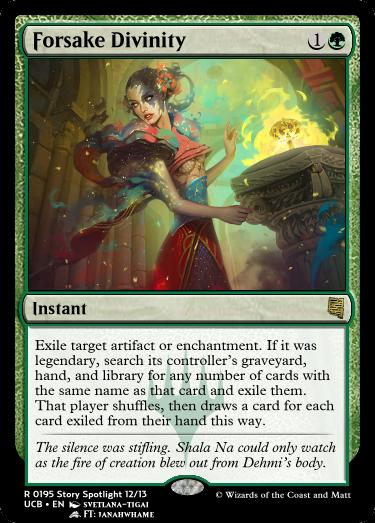 Forsake Divinity 1
Instant
Exile target artifact or enchantment. If it was
legendary, search its controller's graveyard,
hand, and library for any number of cards with
the same name as that card and exile them.
That player shuffles, then draws a card for each
card exiled from their hand this way.
The silence was stifling. Shala Na could only watch
as the fire of creation blew out from Dehmi's body.
R 0195 Story Spotlight 12/13
UCB • EN SVETLANA-TIGAI
FT: JANAHWHAME
© Wizards of the Coast and Matt